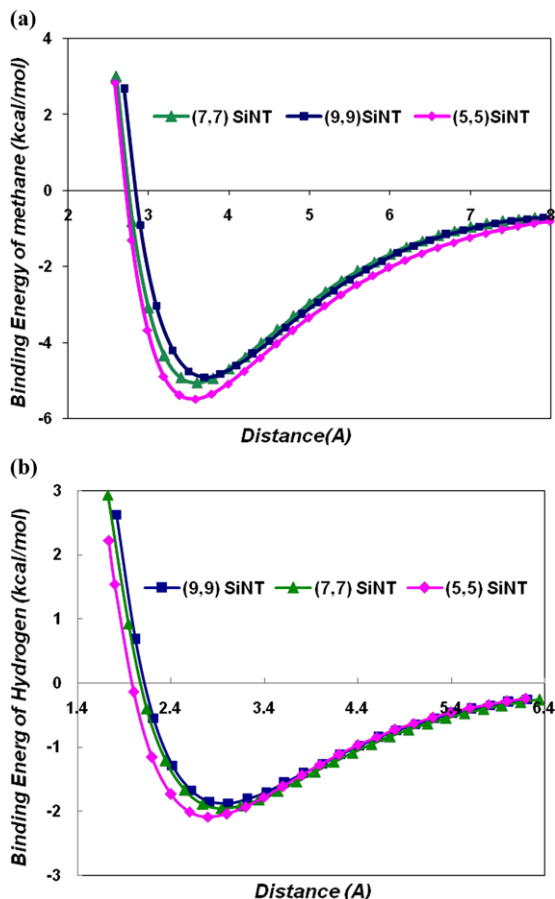 (a)
4
2
0
-2
-4
-6
2 3 4 5 6 7 8
(7,7) SiNT (9,9)SiNT (5,5)SiNT
Binding Energy of methane (kcal/mol)
Distance(A)
(b)
3
2
1
0
-1
-2
-3
1.4 2.4 3.4 4.4 5.4 6.4
(9,9) SiNT (7,7) SiNT (5,5) SiNT
Binding Energ of Hydrogen (kcal/mol)
Distance (A)